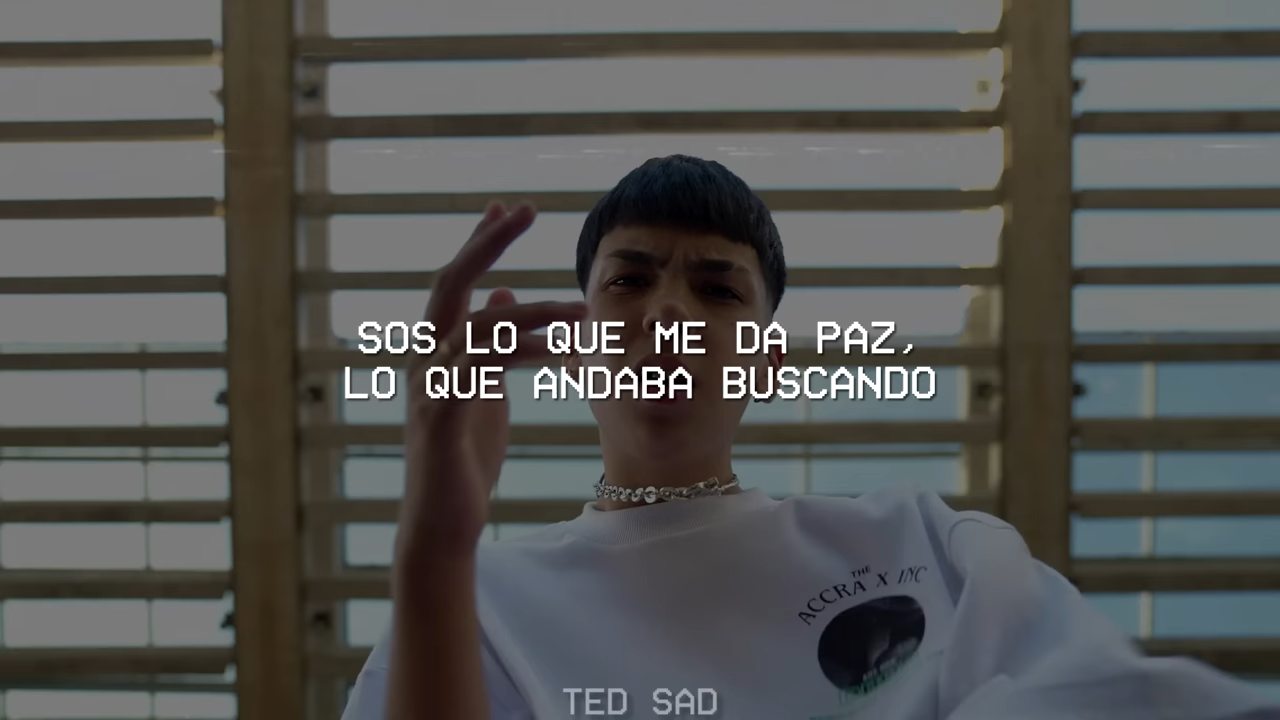 SOS LO QUE ME DA PAZ,
LO QUE ANDABA BUSCANDO
THE
ACCRA X INC
TED SAD